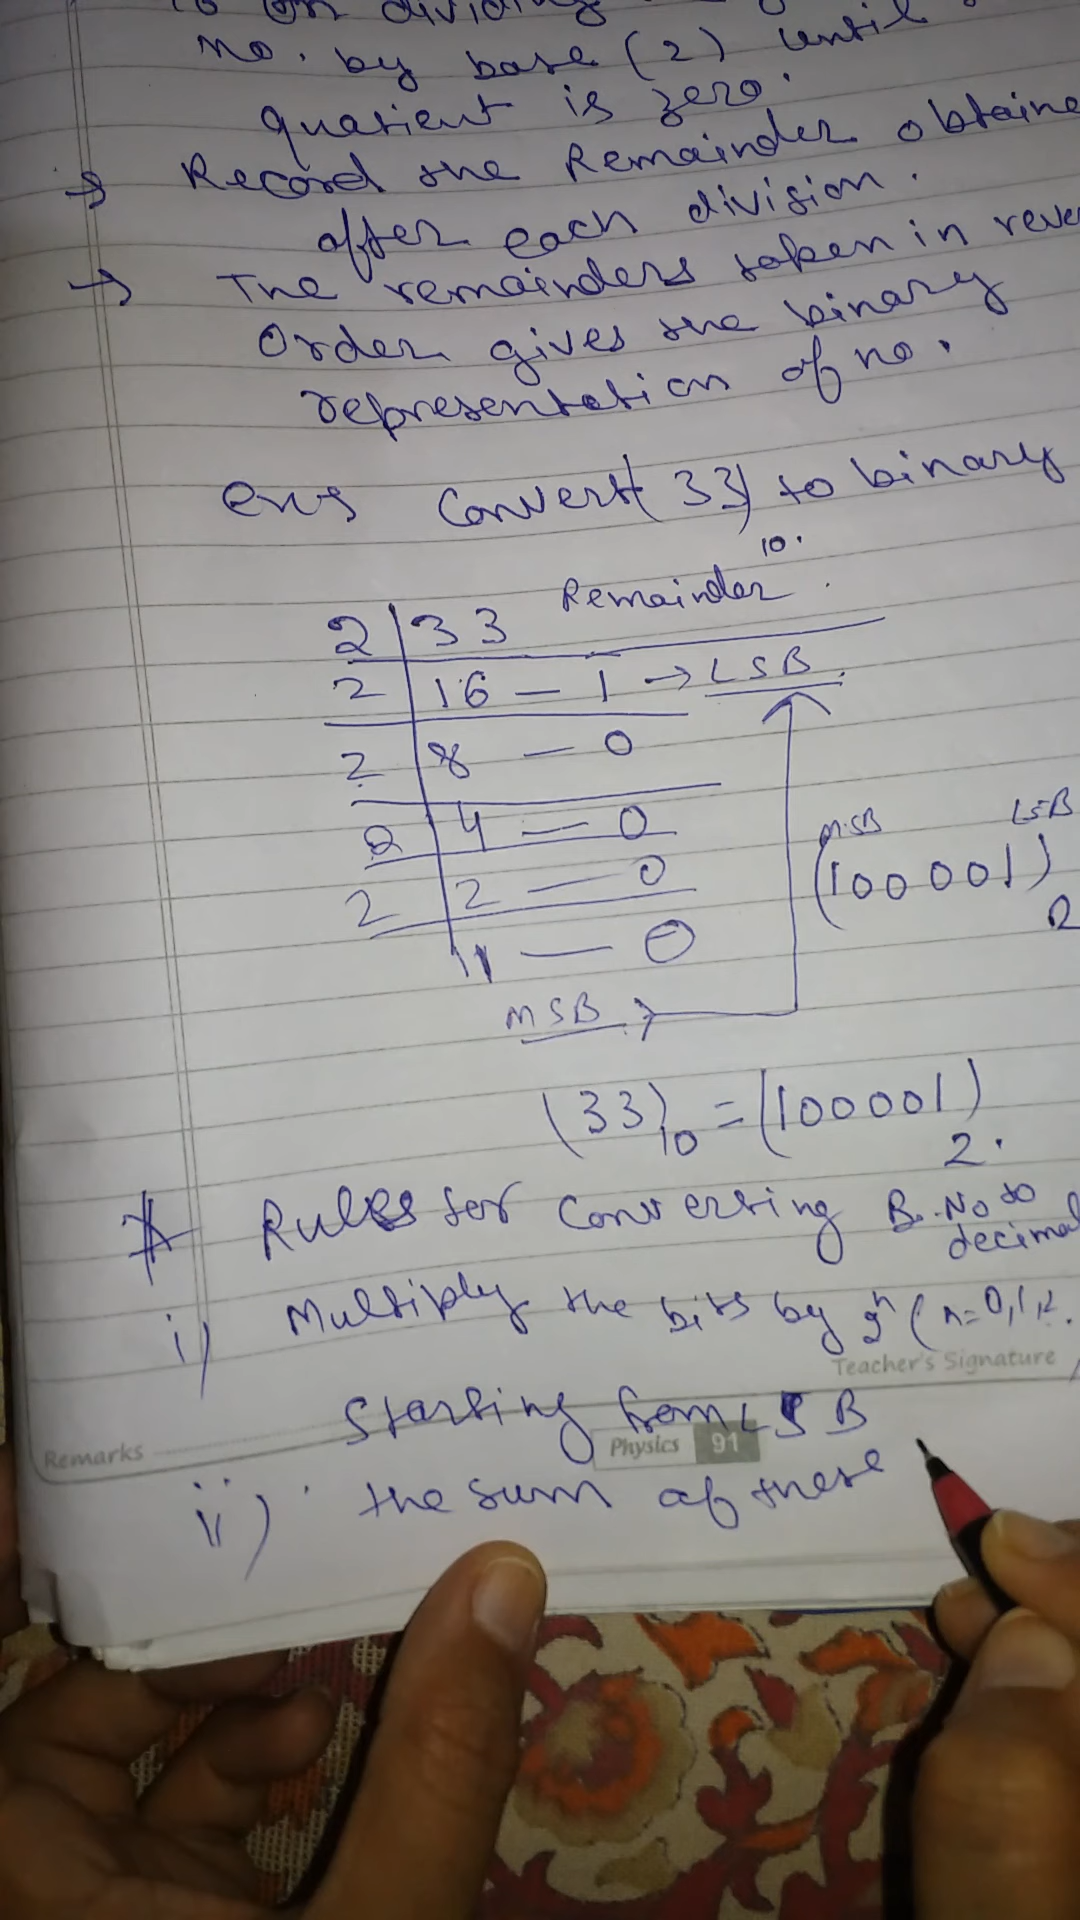 on dividing
no. by base (2) until
quotient is zero.
→ Record the Remainder obtaine
after each division.
→ The remainders taken in reve
Order gives the binary
representation of no.
Convert (33)10. to binary
Remainder
2 | 33
2 | 16 — 1 → LSB
2 | 8 — 0
2 | 4 — 0
2 | 2 — 0
1 — 0
MSB
MSB LSB
(100001)2
(33)10 = (100001)2.
Rules for Converting B. No to decimal
i) Multiply the bits by 2^n (n=0,1,2.
Teacher's Signature
Starting from LSB
Remarks
Physics 91
ii) the sum of these